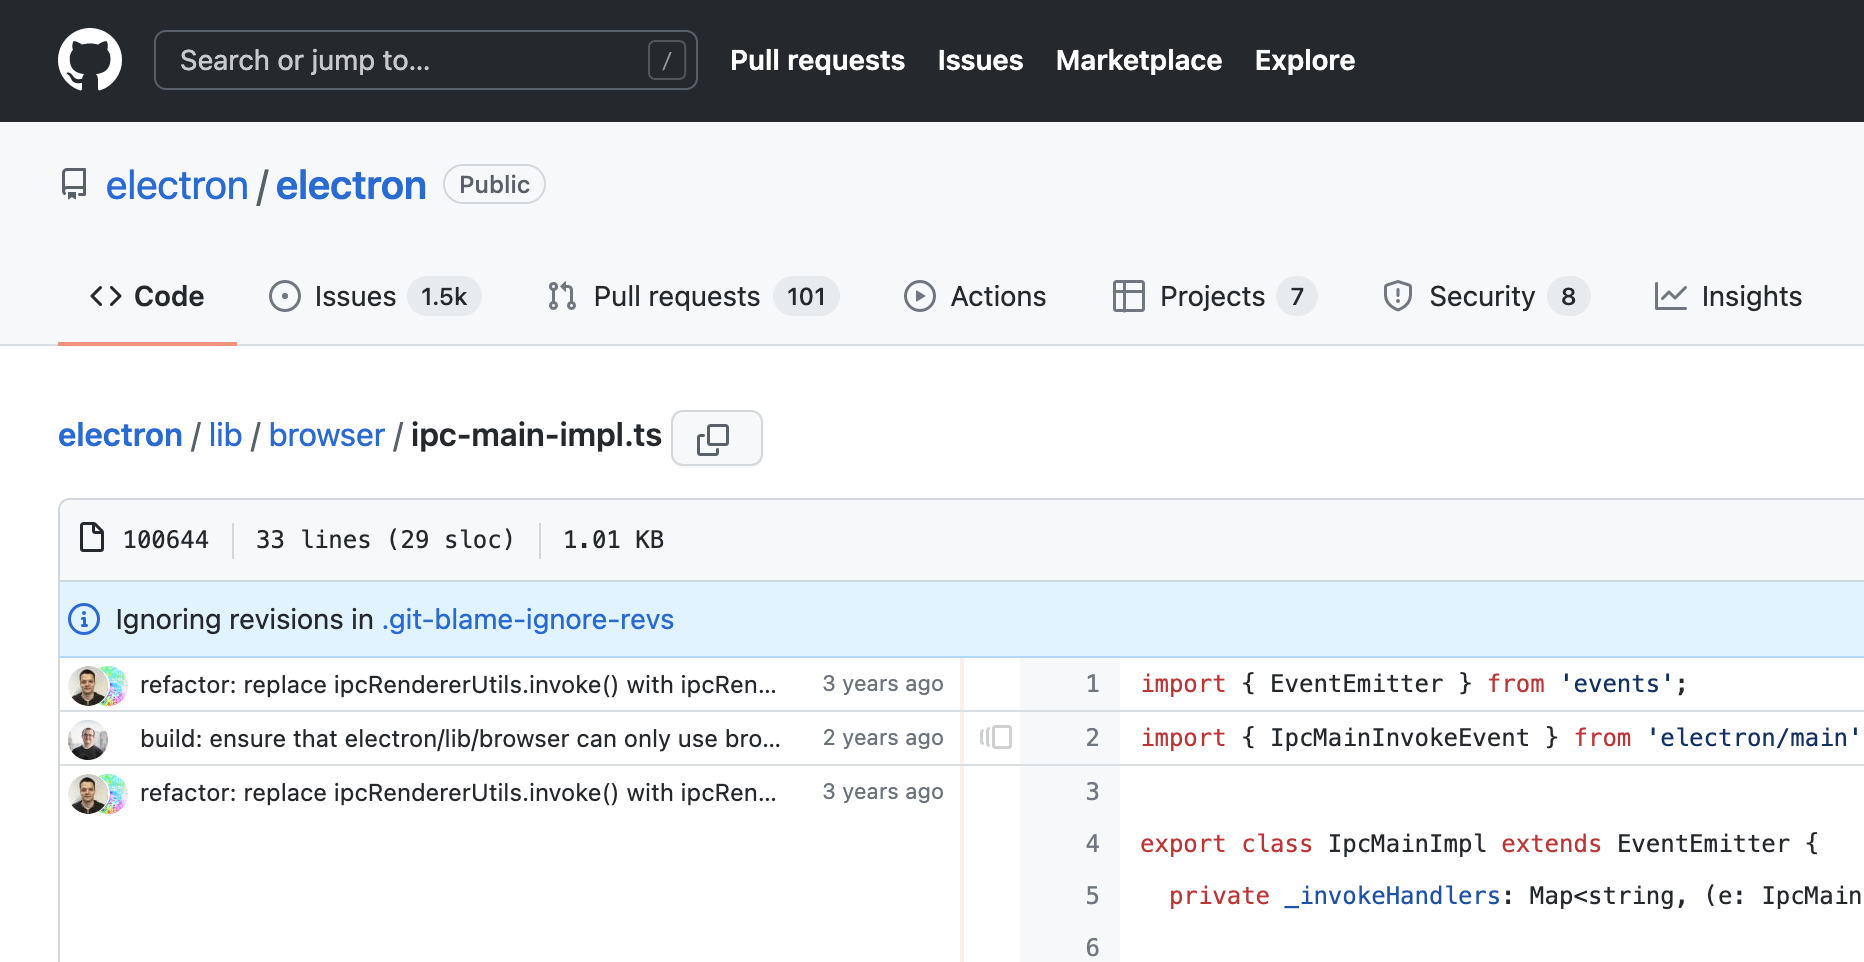 Search or jump to... /
Pull requests Issues Marketplace Explore
electron / electron Public
Code Issues 1.5k Pull requests 101 Actions Projects 7 Security 8 Insights
electron / lib / browser / ipc-main-impl.ts
100644 33 lines (29 sloc) 1.01 KB
Ignoring revisions in .git-blame-ignore-revs
refactor: replace ipcRendererUtils.invoke() with ipcRen... 3 years ago 1 import { EventEmitter } from 'events';
build: ensure that electron/lib/browser can only use bro... 2 years ago 2 import { IpcMainInvokeEvent } from 'electron/main'
refactor: replace ipcRendererUtils.invoke() with ipcRen... 3 years ago 3
4 export class IpcMainImpl extends EventEmitter {
5 private _invokeHandlers: Map<string, (e: IpcMain
6